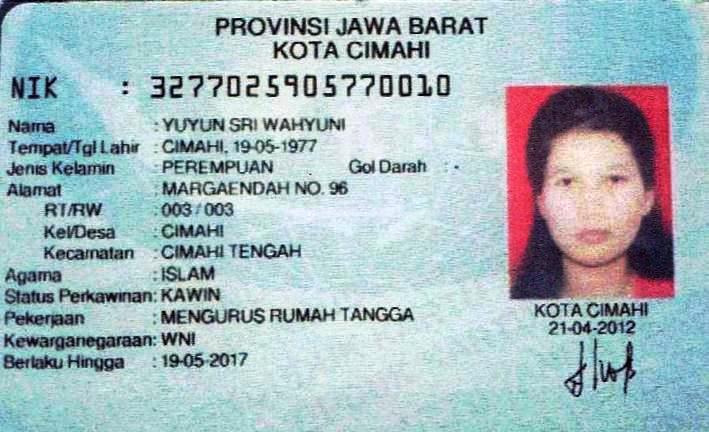 PROVINSI JAWA BARAT
KOTA CIMAHI
NIK : 3277025905770010
Nama : YUYUN SRI WAHYUNI
Tempat/Tgl Lahir : CIMAHI, 19-05-1977
Jenis Kelamin : PEREMPUAN Gol Darah : -
Alamat : MARGAENDAH NO. 96
RT/RW : 003 / 003
Kel/Desa : CIMAHI
Kecamatan : CIMAHI TENGAH
Agama : ISLAM
Status Perkawinan: KAWIN
Pekerjaan : MENGURUS RUMAH TANGGA
Kewarganegaraan: WNI
Berlaku Hingga : 19-05-2017
KOTA CIMAHI
21-04-2012